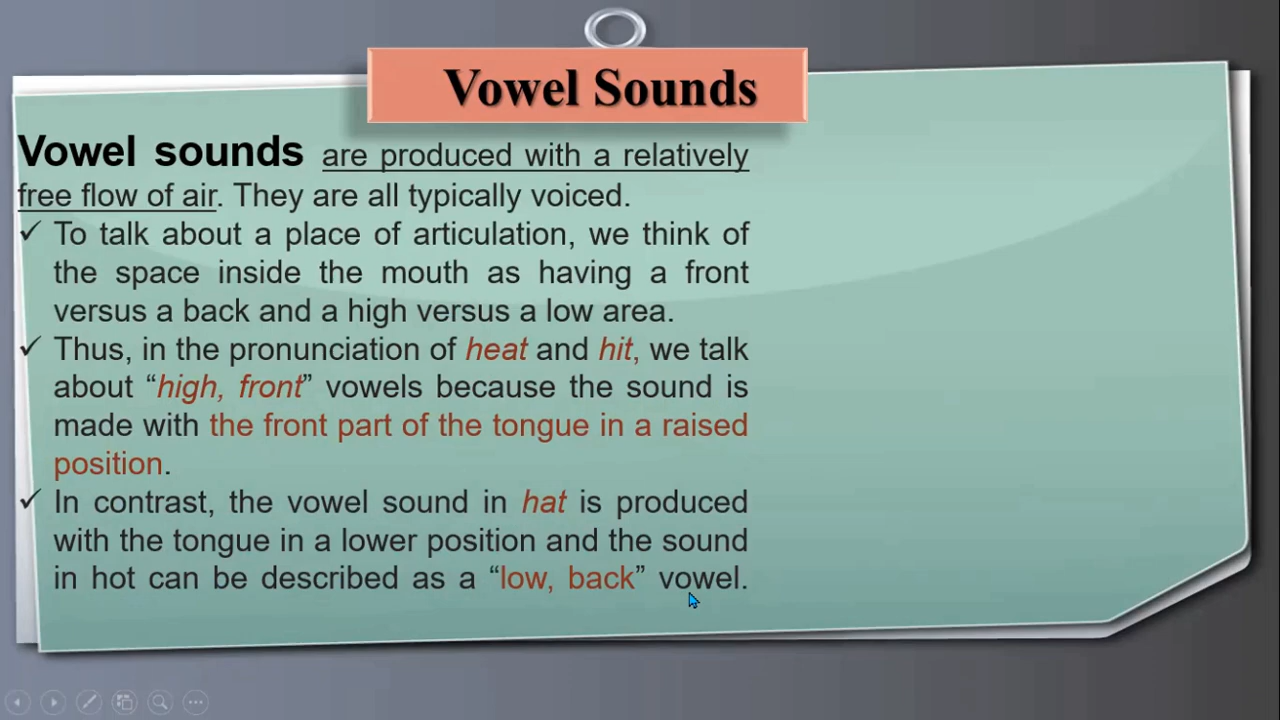 Vowel Sounds
Vowel sounds are produced with a relatively
free flow of air. They are all typically voiced.
✓ To talk about a place of articulation, we think of
the space inside the mouth as having a front
versus a back and a high versus a low area.
✓ Thus, in the pronunciation of heat and hit, we talk
about “high, front” vowels because the sound is
made with the front part of the tongue in a raised
position.
✓ In contrast, the vowel sound in hat is produced
with the tongue in a lower position and the sound
in hot can be described as a “low, back” vowel.